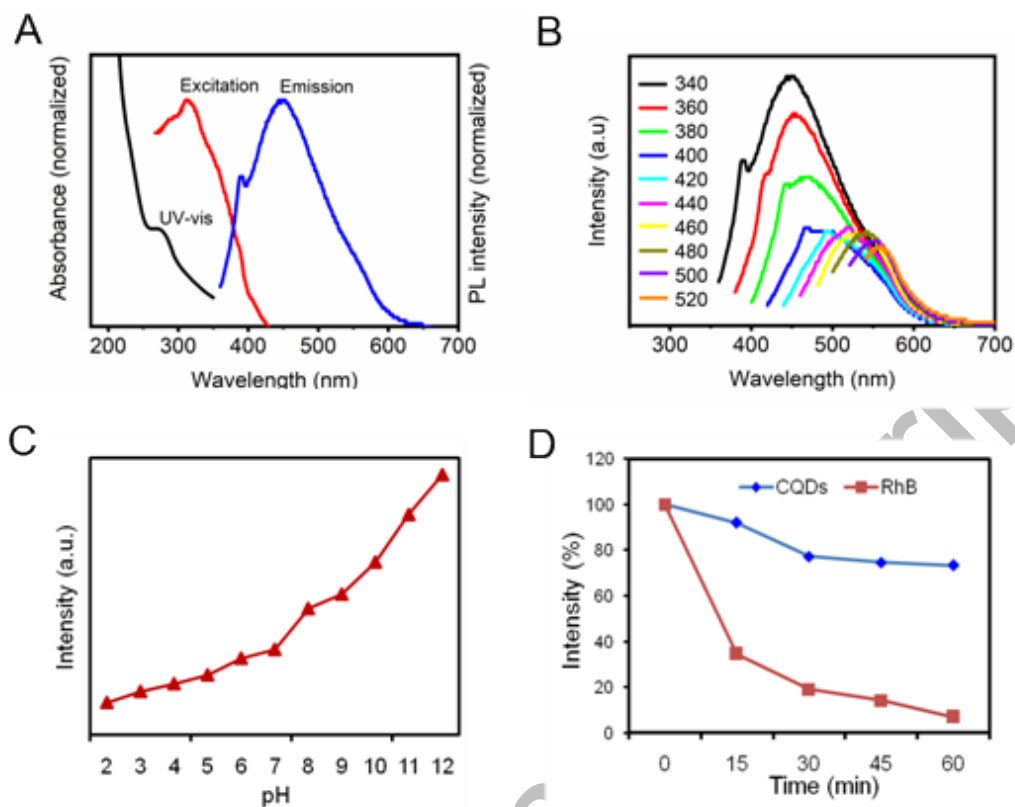 A
Absorbance (normalized)
PL intensity (normalized)
Excitation
Emission
UV-vis
200 300 400 500 600 700
Wavelength (nm)
B
Intensity (a.u)
340
360
380
400
420
440
460
480
500
520
300 400 500 600 700
Wavelength (nm)
C
Intensity (a.u.)
2 3 4 5 6 7 8 9 10 11 12
pH
D
Intensity (%)
120
100
80
60
40
20
0
CQDs RhB
0 15 30 45 60
Time (min)